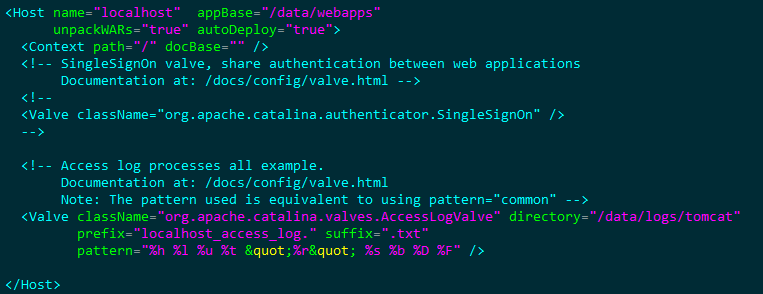 <Host name="localhost"  appBase="/data/webapps"
      unpackWARs="true" autoDeploy="true">
  <Context path="/" docBase="" />
  <!-- SingleSignOn valve, share authentication between web applications
       Documentation at: /docs/config/valve.html -->
  <!--
  <Valve className="org.apache.catalina.authenticator.SingleSignOn" />
  -->
  <!-- Access log processes all example.
       Documentation at: /docs/config/valve.html
       Note: The pattern used is equivalent to using pattern="common" -->
  <Valve className="org.apache.catalina.valves.AccessLogValve" directory="/data/logs/tomcat"
         prefix="localhost_access_log." suffix=".txt"
         pattern="%h %l %u %t &quot;%r&quot; %s %b %D %F" />
</Host>